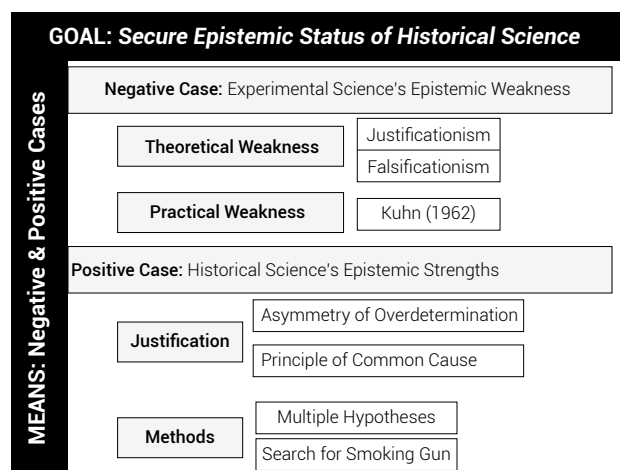 GOAL: Secure Epistemic Status of Historical Science
MEANS: Negative & Positive Cases
Negative Case: Experimental Science's Epistemic Weakness
Theoretical Weakness
Justificationism
Falsificationism
Practical Weakness
Kuhn (1962)
Positive Case: Historical Science's Epistemic Strengths
Justification
Asymmetry of Overdetermination
Principle of Common Cause
Methods
Multiple Hypotheses
Search for Smoking Gun